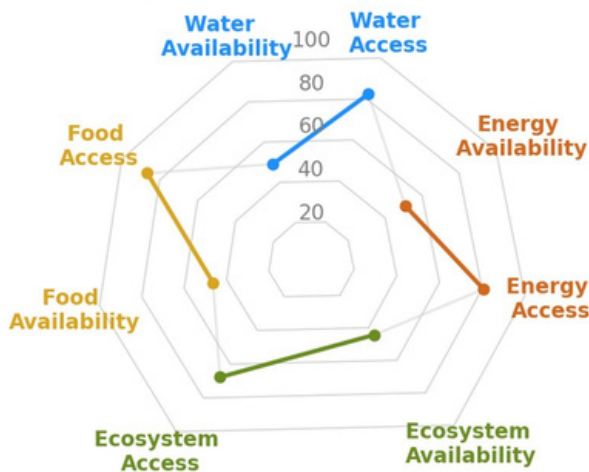 Water
Availability
100
Water
Access
80
60
40
20
Food
Access
Energy
Availability
Food
Availability
Energy
Access
Ecosystem
Access
Ecosystem
Availability